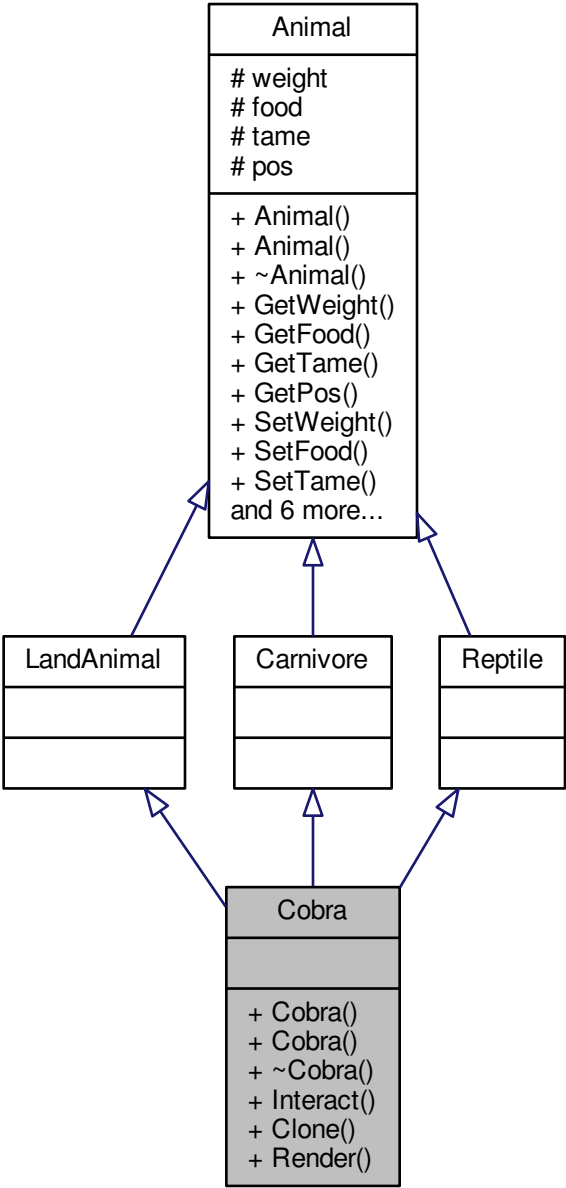 Animal
# weight
# food
# tame
# pos
+ Animal()
+ Animal()
+ ~Animal()
+ GetWeight()
+ GetFood()
+ GetTame()
+ GetPos()
+ SetWeight()
+ SetFood()
+ SetTame()
and 6 more...
LandAnimal
Carnivore
Reptile
Cobra
+ Cobra()
+ Cobra()
+ ~Cobra()
+ Interact()
+ Clone()
+ Render()